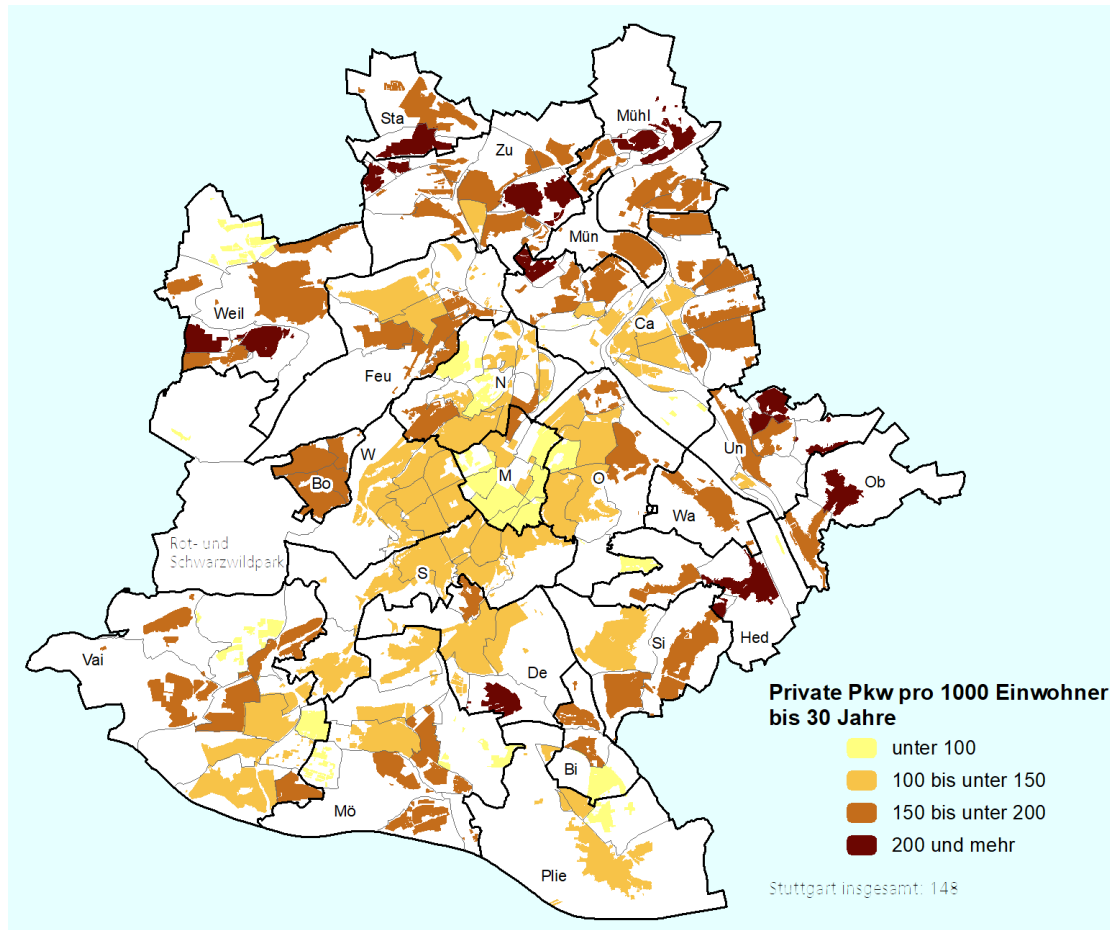 Sta
Mühl
Zu
Mün
Weil
Ca
Feu
N
W
Un
Bo
M
O
Ob
Wa
Rot- und
Schwarzwildpark
S
Vai
Si
Hed
De
Private Pkw pro 1000 Einwohner
bis 30 Jahre
unter 100
Bi
100 bis unter 150
Mö
150 bis unter 200
200 und mehr
Plie
Stuttgart insgesamt: 148